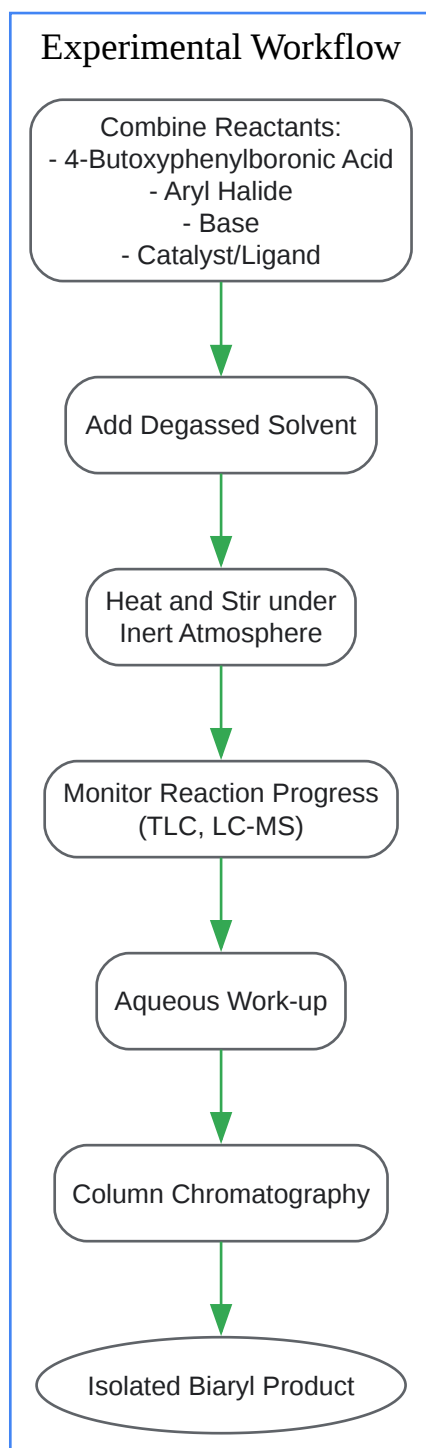 Experimental Workflow
Combine Reactants:
- 4-Butoxyphenylboronic Acid
- Aryl Halide
- Base
- Catalyst/Ligand
Add Degassed Solvent
Heat and Stir under
Inert Atmosphere
Monitor Reaction Progress
(TLC, LC-MS)
Aqueous Work-up
Column Chromatography
Isolated Biaryl Product